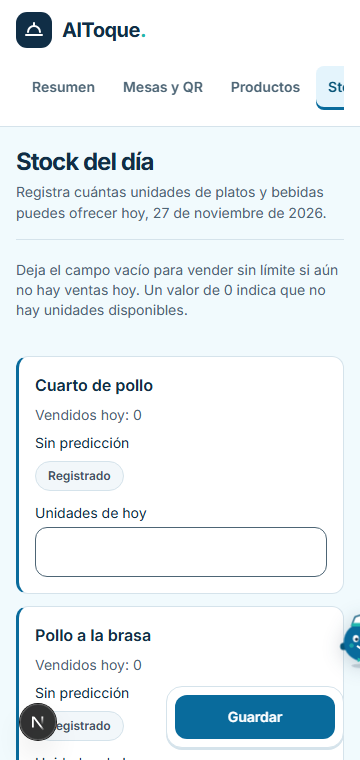 AlToque.
Resumen Mesas y QR Productos
Stock del día
Registra cuántas unidades de platos y bebidas
puedes ofrecer hoy, 27 de noviembre de 2026.
Deja el campo vacío para vender sin límite si aún
no hay ventas hoy. Un valor de 0 indica que no
hay unidades disponibles.
Cuarto de pollo
Vendidos hoy: 0
Sin predicción
Registrado
Unidades de hoy
Pollo a la brasa
Vendidos hoy: 0
Sin predicción
N egistrado
Guardar